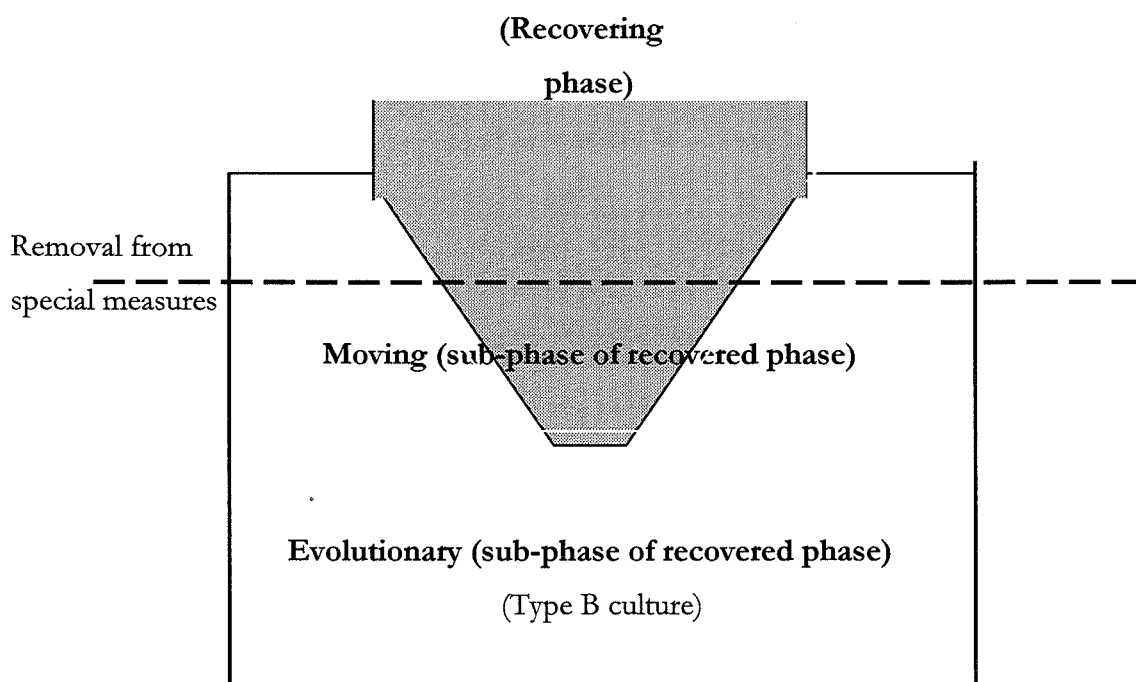 (Recovering
phase)
Removal from
special measures
Moving (sub-phase of recovered phase)
Evolutionary (sub-phase of recovered phase)
(Type B culture)